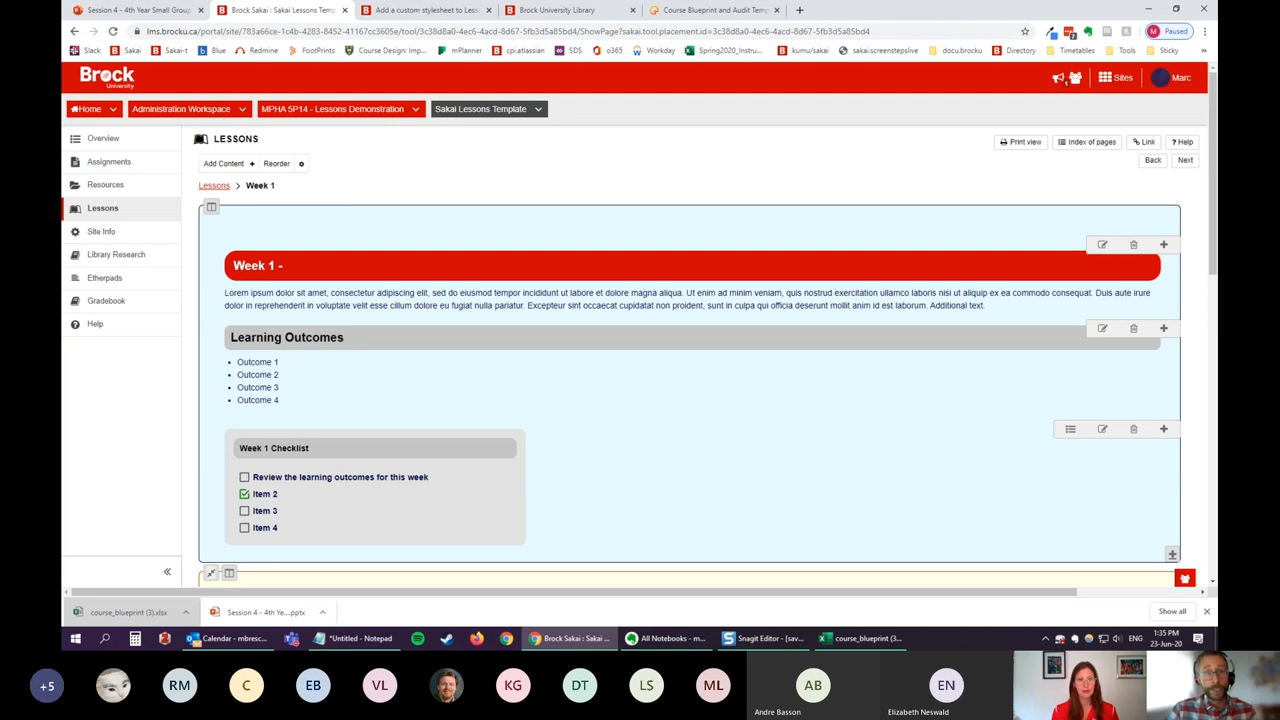 Session 4 - 4th Year Small Group
Brock Sakai : Sakai Lessons Temp
Add a custom stylesheet to Less
Brock University Library
Course Blueprint and Audit Temp
lms.brocku.ca/portal/site/783a66ce-1c4b-4283-8452-41167cc3605e/tool/3c38d8a0-4ec6-4acd-8d67-5fb3d5a85bd4/ShowPage?sakai.tool.placement.id=3c38d8a0-4ec6-4acd-8d67-5fb3d5a85bd4
Paused
Slack Sakai Sakai-t Blue Redmine FootPrints Course Design: Imp... mPlanner cpi.atlassian SDS o365 Workday Spring2020_Instru... kumu/sakai sakai.screenstepslive docu.brocku Directory Timetables Tools Sticky
Brock
University
Sites
Marc
Home
Administration Workspace
MPHA 5P14 - Lessons Demonstration
Sakai Lessons Template
Overview
Assignments
Resources
Lessons
Site Info
Library Research
Etherpads
Gradebook
Help
LESSONS
Print view
Index of pages
Link
? Help
Add Content +
Reorder
Back
Next
Lessons > Week 1
Week 1 -
Lorem ipsum dolor sit amet, consectetur adipiscing elit, sed do eiusmod tempor incididunt ut labore et dolore magna aliqua. Ut enim ad minim veniam, quis nostrud exercitation ullamco laboris nisi ut aliquip ex ea commodo consequat. Duis aute irure
dolor in reprehenderit in voluptate velit esse cillum dolore eu fugiat nulla pariatur. Excepteur sint occaecat cupidatat non proident, sunt in culpa qui officia deserunt mollit anim id est laborum. Additional text.
Learning Outcomes
• Outcome 1
• Outcome 2
• Outcome 3
• Outcome 4
Week 1 Checklist
Review the learning outcomes for this week
Item 2
Item 3
Item 4
course_blueprint (3).xlsx
Session 4 - 4th Ye....pptx
Show all
Calendar - mbresc...
*Untitled - Notepad
Brock Sakai : Sakai ...
All Notebooks - m...
Snagit Editor - [sav...
course_blueprint (3...
ENG
1:35 PM
23-Jun-20
+5
RM
C
EB
VL
KG
DT
LS
ML
AB
Andre Basson
EN
Elizabeth Neswald